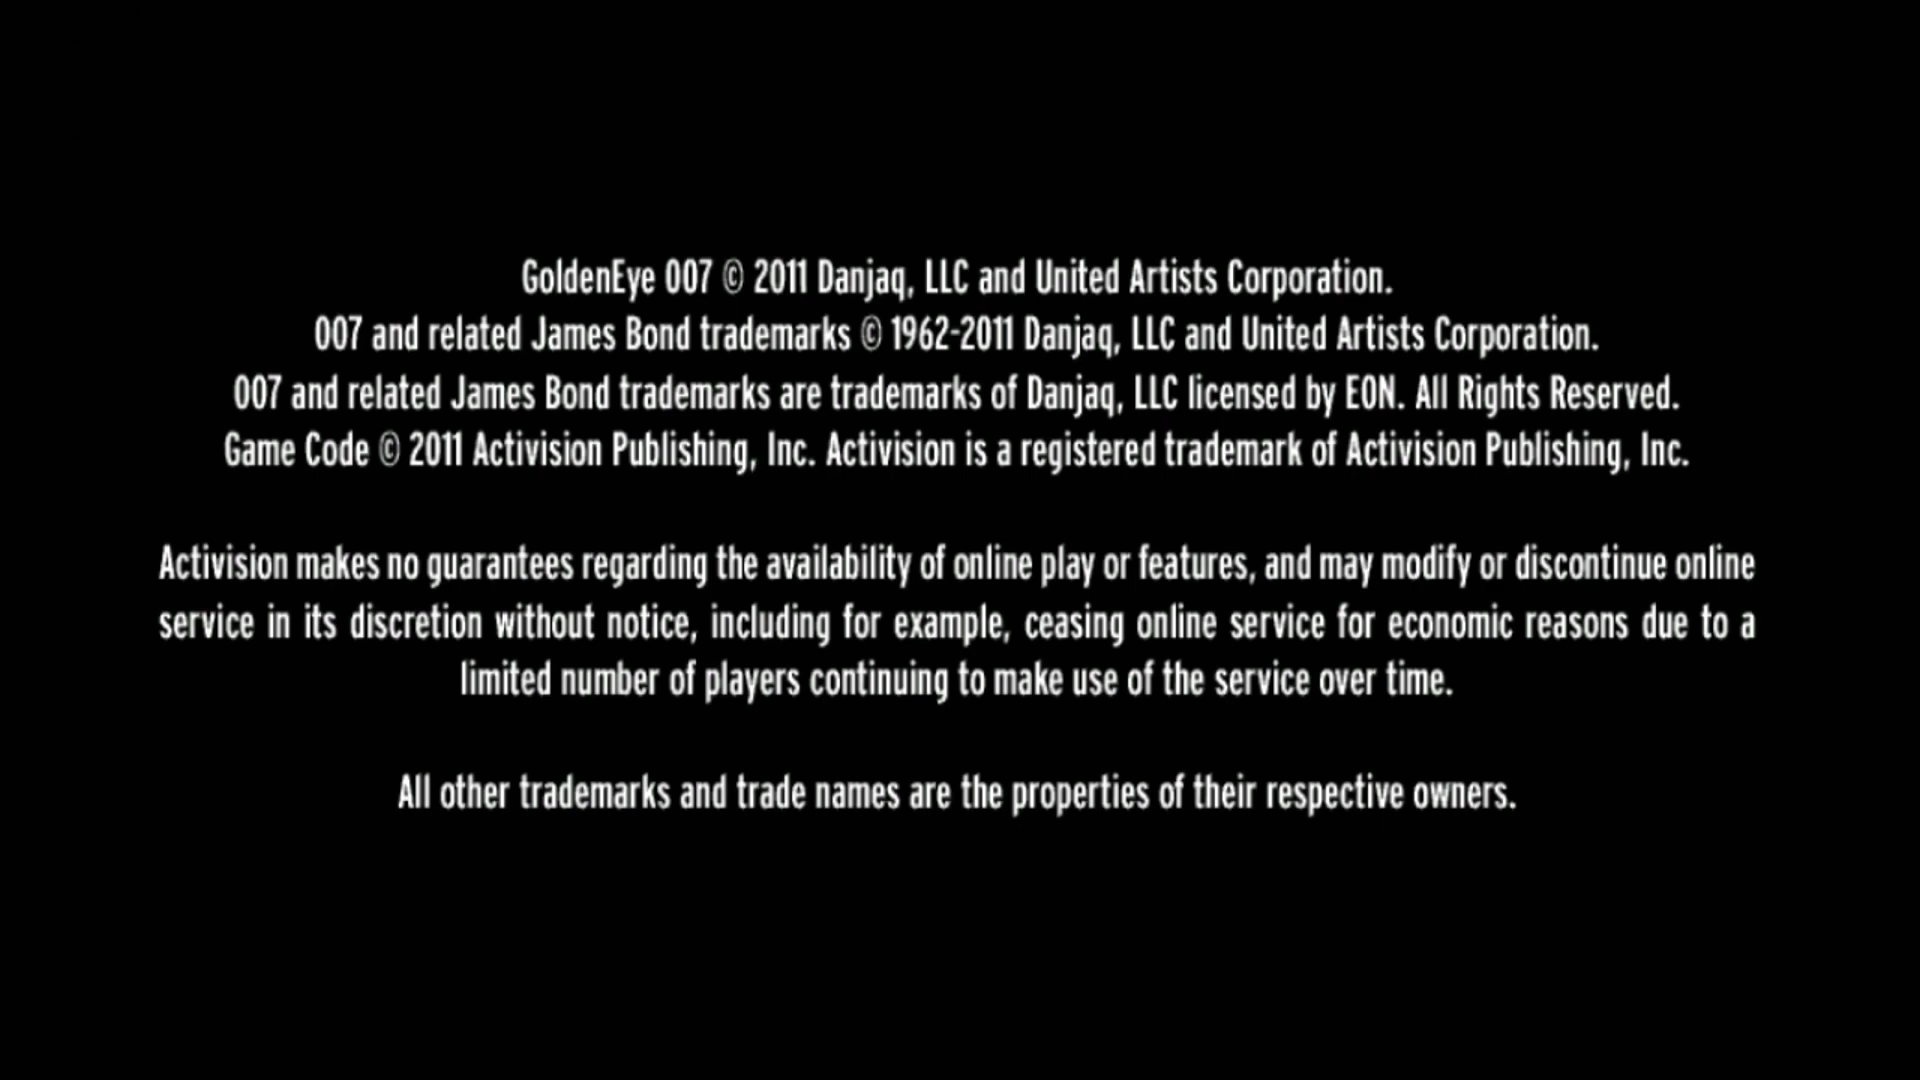 GoldenEye 007 © 2011 Danjaq, LLC and United Artists Corporation.
007 and related James Bond trademarks © 1962-2011 Danjaq, LLC and United Artists Corporation.
007 and related James Bond trademarks are trademarks of Danjaq, LLC licensed by EON. All Rights Reserved.
Game Code © 2011 Activision Publishing, Inc. Activision is a registered trademark of Activision Publishing, Inc.
Activision makes no guarantees regarding the availability of online play or features, and may modify or discontinue online
service in its discretion without notice, including for example, ceasing online service for economic reasons due to a
limited number of players continuing to make use of the service over time.
All other trademarks and trade names are the properties of their respective owners.